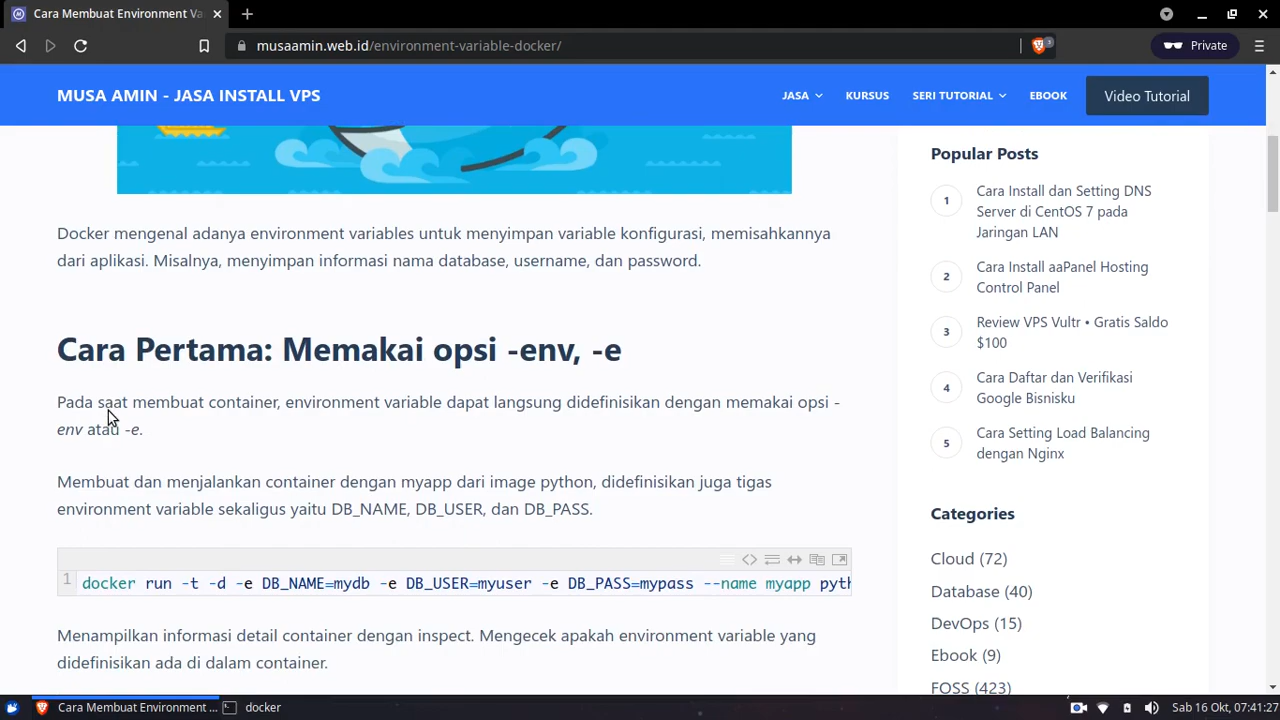 Cara Membuat Environment Va
musaamin.web.id/environment-variable-docker/
3
Private
MUSA AMIN - JASA INSTALL VPS
JASA
KURSUS
SERI TUTORIAL
EBOOK
Video Tutorial
Docker mengenal adanya environment variables untuk menyimpan variable konfigurasi, memisahkannya
dari aplikasi. Misalnya, menyimpan informasi nama database, username, dan password.
Cara Pertama: Memakai opsi -env, -e
Pada saat membuat container, environment variable dapat langsung didefinisikan dengan memakai opsi -
env atau -e.
Membuat dan menjalankan container dengan myapp dari image python, didefinisikan juga tigas
environment variable sekaligus yaitu DB_NAME, DB_USER, dan DB_PASS.
1 docker run -t -d -e DB_NAME=mydb -e DB_USER=myuser -e DB_PASS=mypass --name myapp pyth
Menampilkan informasi detail container dengan inspect. Mengecek apakah environment variable yang
didefinisikan ada di dalam container.
Popular Posts
1 Cara Install dan Setting DNS
Server di CentOS 7 pada
Jaringan LAN
2 Cara Install aaPanel Hosting
Control Panel
3 Review VPS Vultr • Gratis Saldo
$100
4 Cara Daftar dan Verifikasi
Google Bisnisku
5 Cara Setting Load Balancing
dengan Nginx
Categories
Cloud (72)
Database (40)
DevOps (15)
Ebook (9)
FOSS (423)
Cara Membuat Environment ...
docker
Sab 16 Okt, 07:41:27